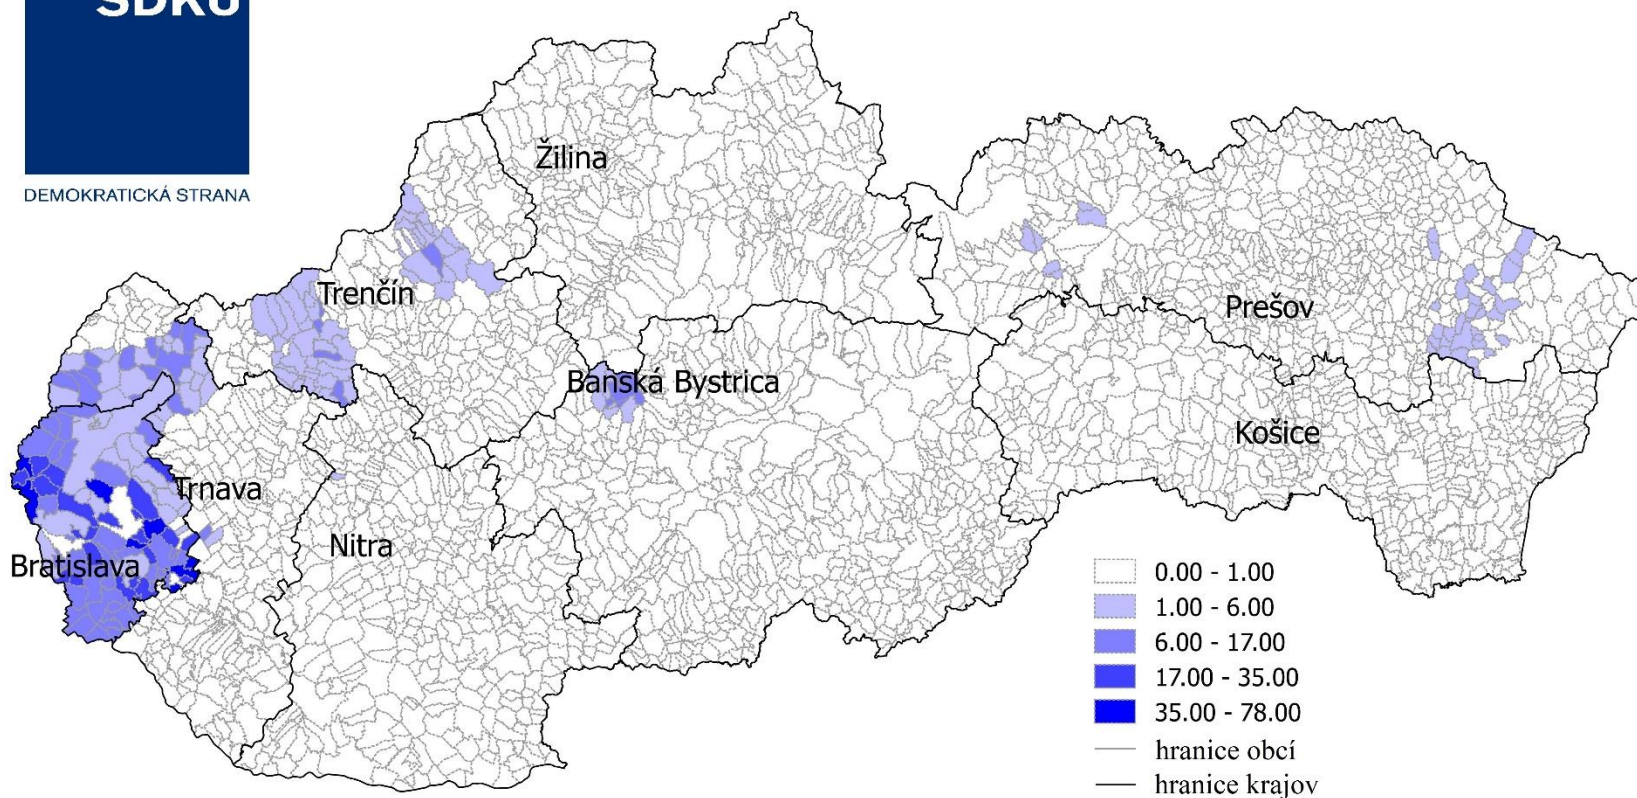 SDKÚ
DEMOKRATICKÁ STRANA
Žilina
Trenčín
Prešov
Banská Bystrica
Košice
Trnava
Nitra
Bratislava
0.00 - 1.00
1.00 - 6.00
6.00 - 17.00
17.00 - 35.00
35.00 - 78.00
hranice obcí
hranice krajov